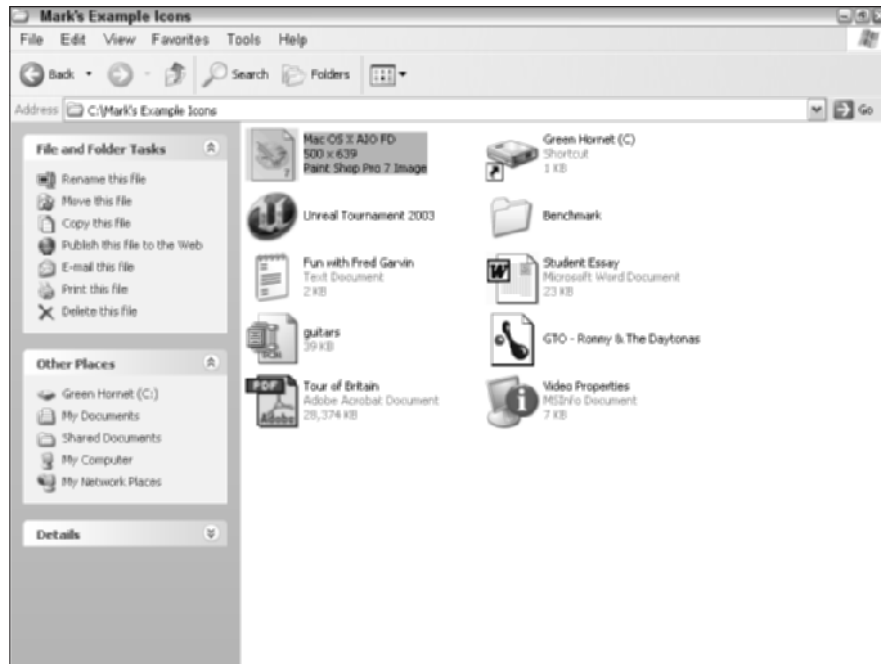 Mark's Example Icons
File Edit View Favorites Tools Help
Back Search Folders
Address C:\Mark's Example Icons Go
File and Folder Tasks
Rename this file
Move this file
Copy this file
Publish this file to the Web
E-mail this file
Print this file
Delete this file
Other Places
Green Hornet (C:)
My Documents
Shared Documents
My Computer
My Network Places
Details
Mac OS X AIO FD
500 x 639
Paint Shop Pro 7 Image
7
Green Hornet (C)
Shortcut
1 KB
Unreal Tournament 2003
Benchmark
Fun with Fred Garvin
Text Document
2 KB
W
Student Essay
Microsoft Word Document
23 KB
guitars
39 KB
GTO - Ronny & The Daytonas
PDF
Adobe
Tour of Britain
Adobe Acrobat Document
28,374 KB
Video Properties
MSInfo Document
7 KB